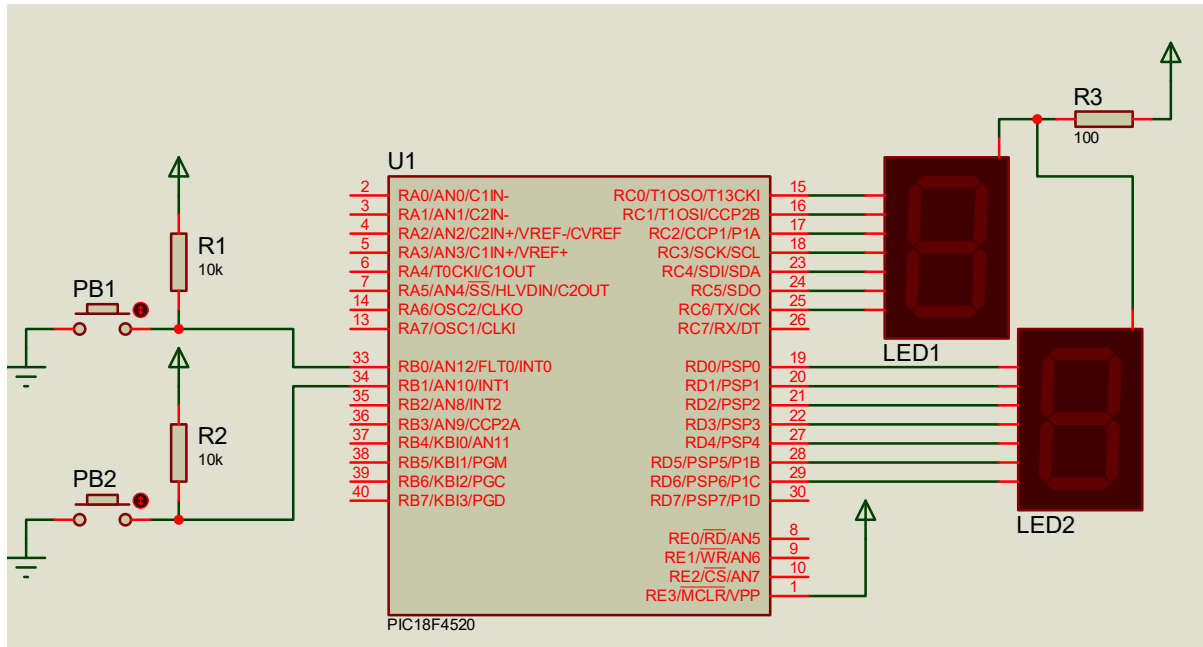 R3
100
U1
2 RA0/AN0/C1IN-
3 RA1/AN1/C2IN-
4 RA2/AN2/C2IN+/VREF-/CVREF
5 RA3/AN3/C1IN+/VREF+
6 RA4/T0CKI/C1OUT
7 RA5/AN4/SS/HLVDIN/C2OUT
14 RA6/OSC2/CLKO
13 RA7/OSC1/CLKI
33 RB0/AN12/FLT0/INT0
34 RB1/AN10/INT1
35 RB2/AN8/INT2
36 RB3/AN9/CCP2A
37 RB4/KBI0/AN11
38 RB5/KBI1/PGM
39 RB6/KBI2/PGC
40 RB7/KBI3/PGD
RC0/T1OSO/T13CKI 15
RC1/T1OSI/CCP2B 16
RC2/CCP1/P1A 17
RC3/SCK/SCL 18
RC4/SDI/SDA 23
RC5/SDO 24
RC6/TX/CK 25
RC7/RX/DT 26
RD0/PSP0 19
RD1/PSP1 20
RD2/PSP2 21
RD3/PSP3 22
RD4/PSP4 27
RD5/PSP5/P1B 28
RD6/PSP6/P1C 29
RD7/PSP7/P1D 30
RE0/RD/AN5 8
RE1/WR/AN6 9
RE2/CS/AN7 10
RE3/MCLR/VPP 1
PIC18F4520
R1
10k
PB1
R2
10k
PB2
LED1
LED2